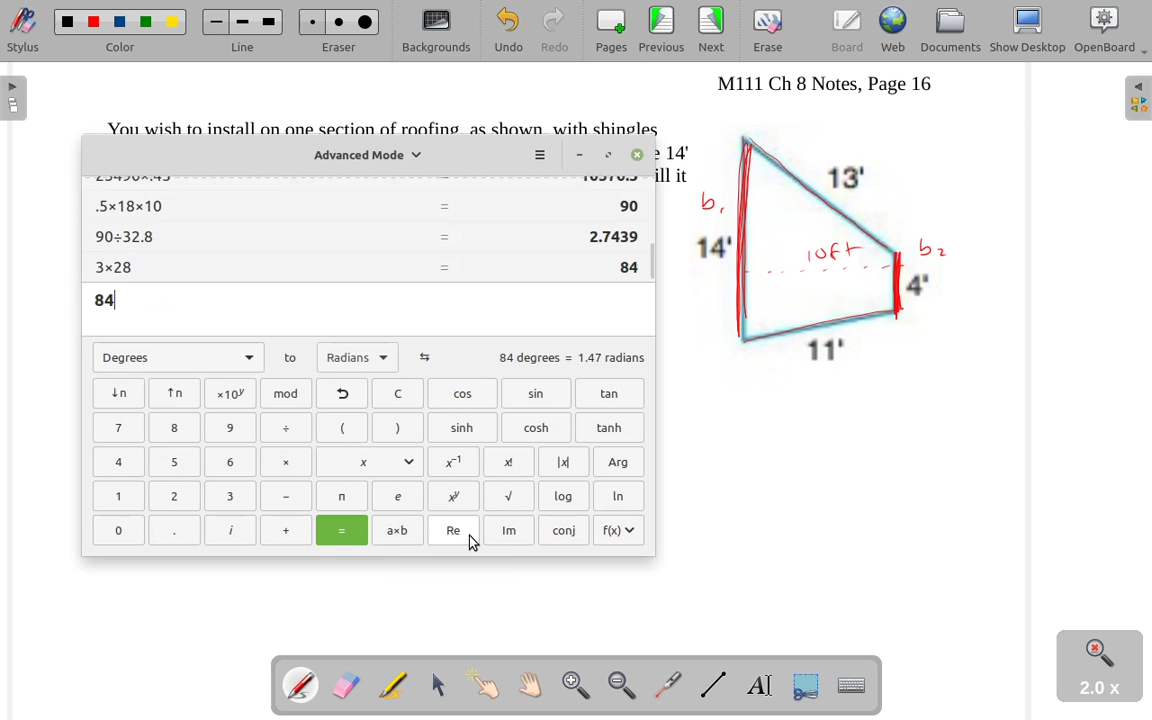 Stylus Color Line Eraser Backgrounds Undo Redo Pages Previous Next Erase Board Web Documents Show Desktop OpenBoard
M111 Ch 8 Notes, Page 16
You wish to install on one section of roofing, as shown, with shingles
e 14'
ill it
Advanced Mode
.5×18×10 = 90
90÷32.8 = 2.7439
3×28 = 84
84
Degrees to Radians 84 degrees = 1.47 radians
↓n ↑n ×10^y mod C cos sin tan
7 8 9 ÷ ( ) sinh cosh tanh
4 5 6 × x x⁻¹ x! |x| Arg
1 2 3 − π e x^y √ log ln
0 . i + = a×b Re Im conj f(x)
13'
b₁
14'
10ft
b₂
4'
11'
AI
2.0 x